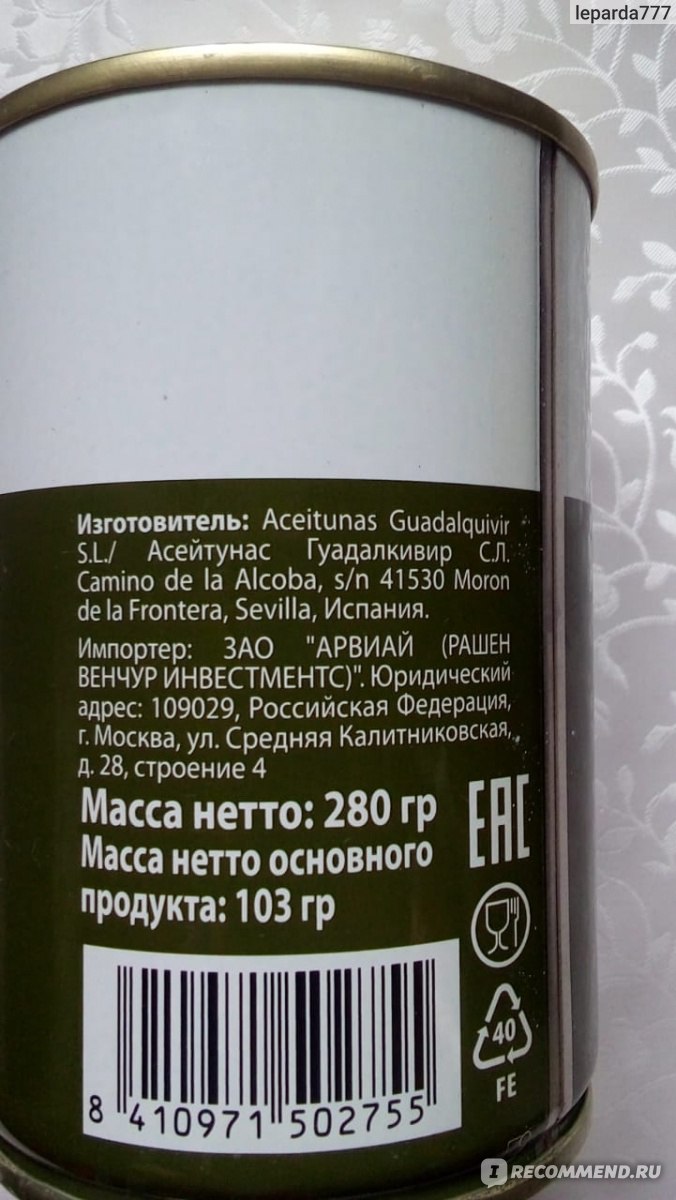 leparda777
Изготовитель: Aceitunas Guadalquivir
S.L./ Асейтунас Гуадалкивир С.Л.
Camino de la Alcoba, s/n 41530 Moron
de la Frontera, Sevilla, Испания.
Импортер: ЗАО "АРВИАЙ (РАШЕН
ВЕНЧУР ИНВЕСТМЕНТС)". Юридический
адрес: 109029, Российская Федерация,
г. Москва, ул. Средняя Калитниковская,
д. 28, строение 4
Масса нетто: 280 гр
Масса нетто основного
продукта: 103 гр
EAC
40
FE
8 410971 502755
IRECOMMEND.RU